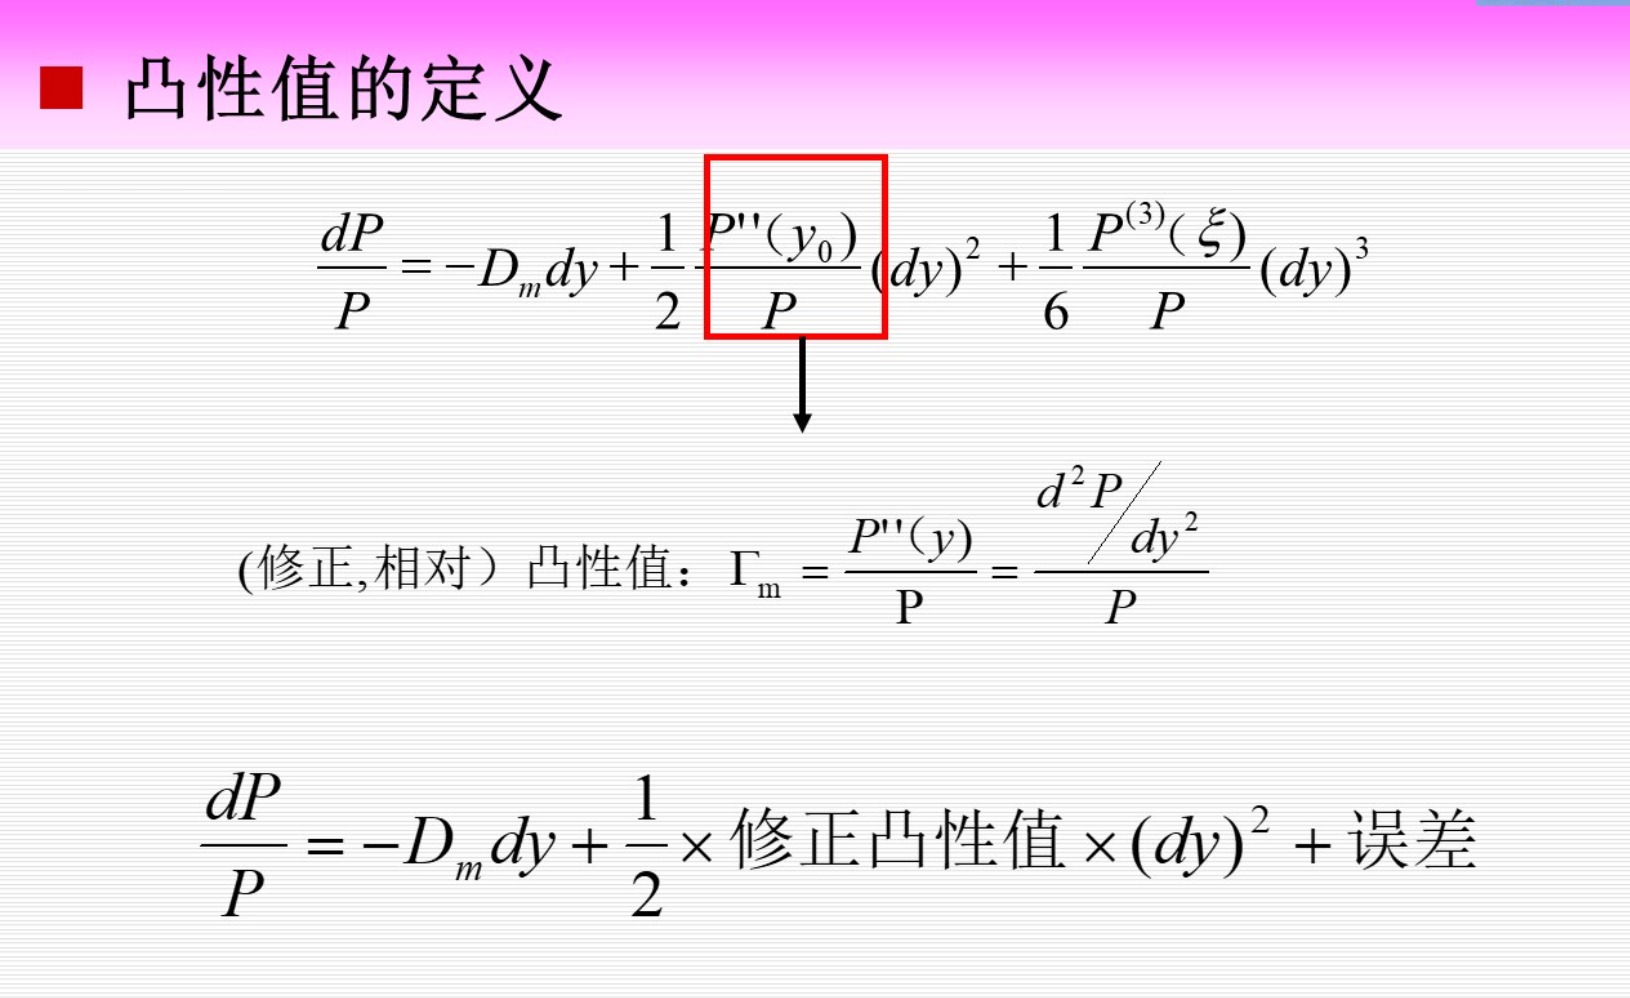 凸性值的定义
\frac{dP}{P} = -D_m dy + \frac{1}{2} \frac{P''(y_0)}{P} (dy)^2 + \frac{1}{6} \frac{P^{(3)}(\xi)}{P} (dy)^3
(修正,相对）凸性值： \Gamma_m = \frac{P''(y)}{P} = \frac{d^2P / dy^2}{P}
\frac{dP}{P} = -D_m dy + \frac{1}{2} × 修正凸性值 × (dy)^2 + 误差